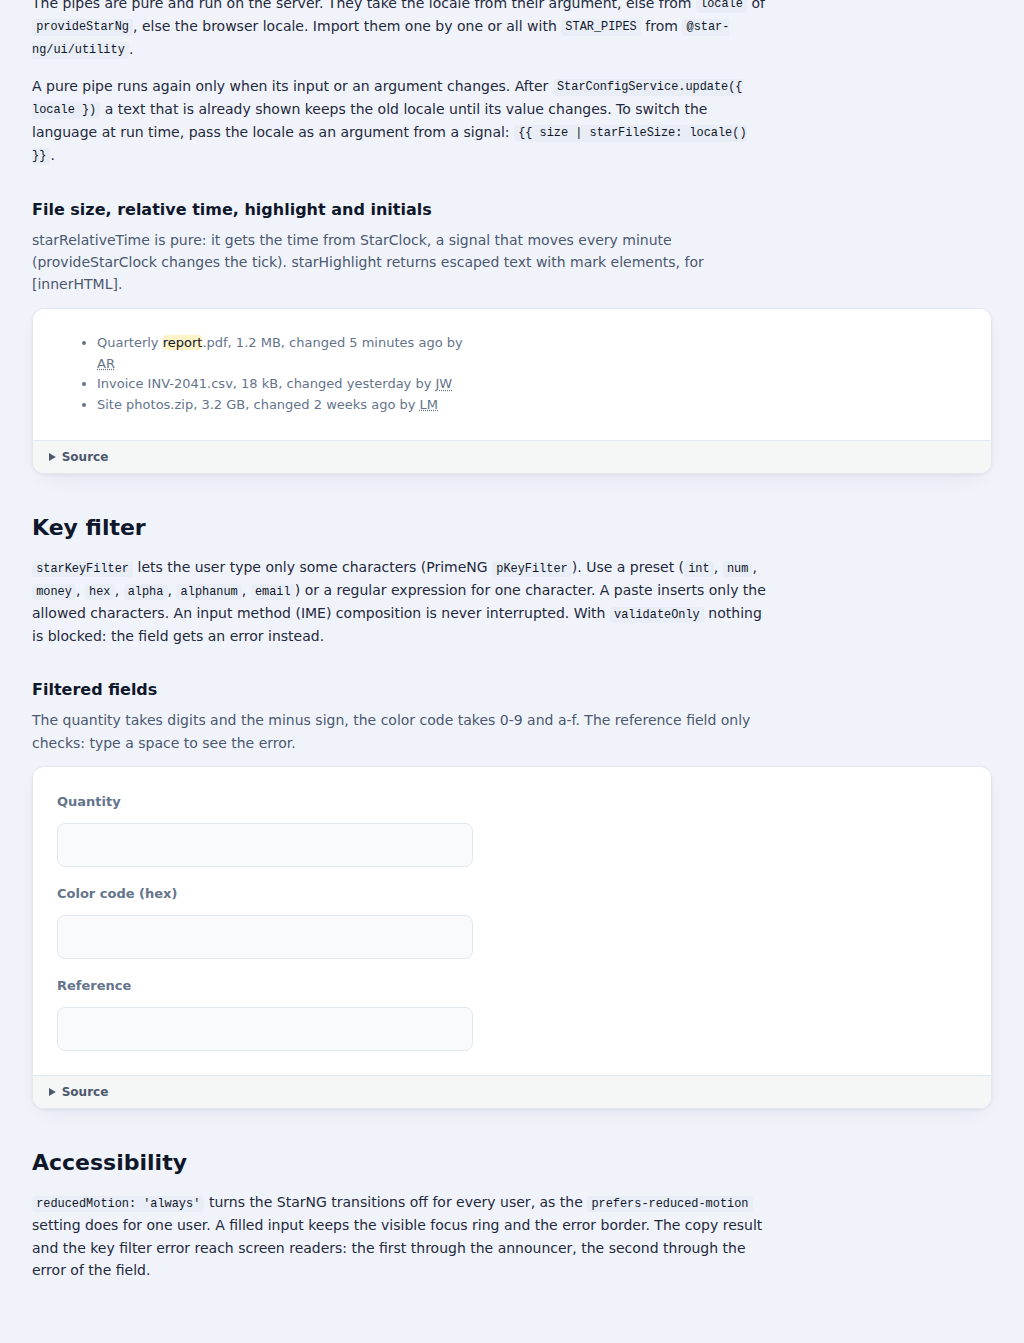 The pipes are pure and run on the server. They take the locale from their argument, else from locale of
provideStarNg, else the browser locale. Import them one by one or all with STAR_PIPES from @star-
ng/ui/utility.
A pure pipe runs again only when its input or an argument changes. After StarConfigService.update({
locale }) a text that is already shown keeps the old locale until its value changes. To switch the
language at run time, pass the locale as an argument from a signal: {{ size | starFileSize: locale()
}}.
File size, relative time, highlight and initials
starRelativeTime is pure: it gets the time from StarClock, a signal that moves every minute
(provideStarClock changes the tick). starHighlight returns escaped text with mark elements, for
[innerHTML].
• Quarterly report.pdf, 1.2 MB, changed 5 minutes ago by
AR
• Invoice INV-2041.csv, 18 kB, changed yesterday by JW
• Site photos.zip, 3.2 GB, changed 2 weeks ago by LM
Source
Key filter
starKeyFilter lets the user type only some characters (PrimeNG pKeyFilter). Use a preset (int, num,
money, hex, alpha, alphanum, email) or a regular expression for one character. A paste inserts only the
allowed characters. An input method (IME) composition is never interrupted. With validateOnly nothing
is blocked: the field gets an error instead.
Filtered fields
The quantity takes digits and the minus sign, the color code takes 0-9 and a-f. The reference field only
checks: type a space to see the error.
Quantity
Color code (hex)
Reference
Source
Accessibility
reducedMotion: 'always' turns the StarNG transitions off for every user, as the prefers-reduced-motion
setting does for one user. A filled input keeps the visible focus ring and the error border. The copy result
and the key filter error reach screen readers: the first through the announcer, the second through the
error of the field.